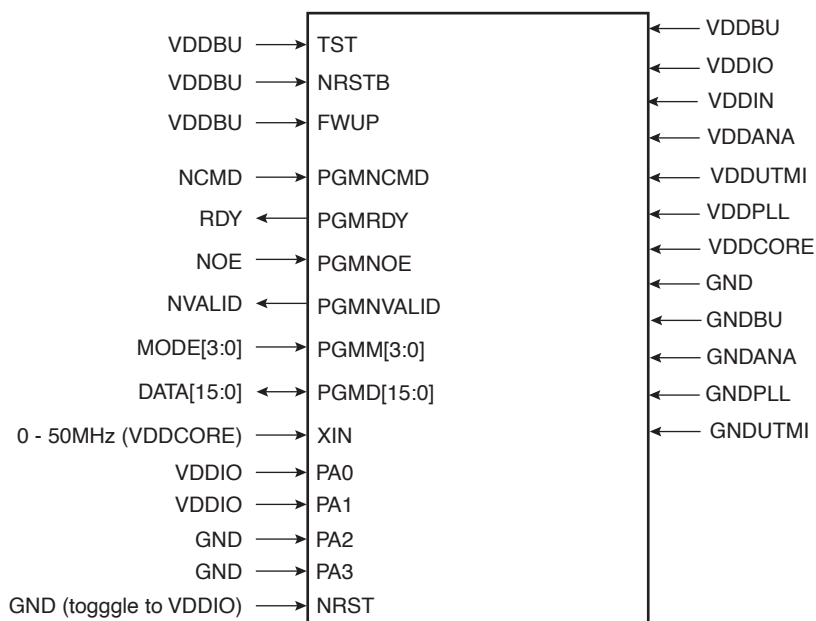 VDDBU TST
VDDBU NRSTB
VDDBU FWUP
NCMD PGMNCMD
RDY PGMRDY
NOE PGMNOE
NVALID PGMNVALID
MODE[3:0] PGMM[3:0]
DATA[15:0] PGMD[15:0]
0 - 50MHz (VDDCORE) XIN
VDDIO PA0
VDDIO PA1
GND PA2
GND PA3
GND (togggle to VDDIO) NRST
VDDBU
VDDIO
VDDIN
VDDANA
VDDUTMI
VDDPLL
VDDCORE
GND
GNDBU
GNDANA
GNDPLL
GNDUTMI